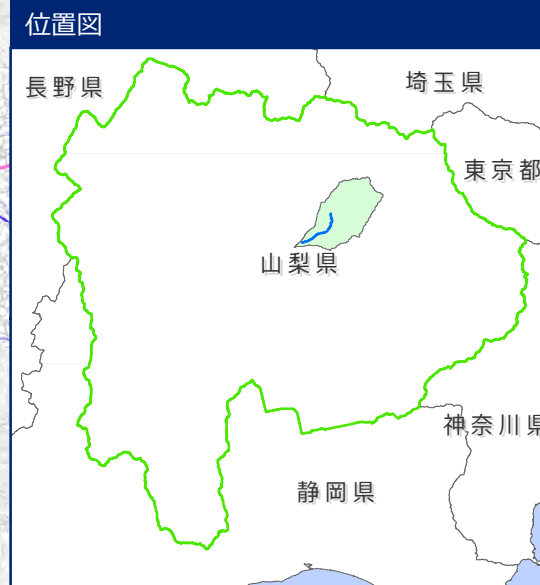 位置図
長野県
埼玉県
東京都
山梨県
神奈川県
静岡県